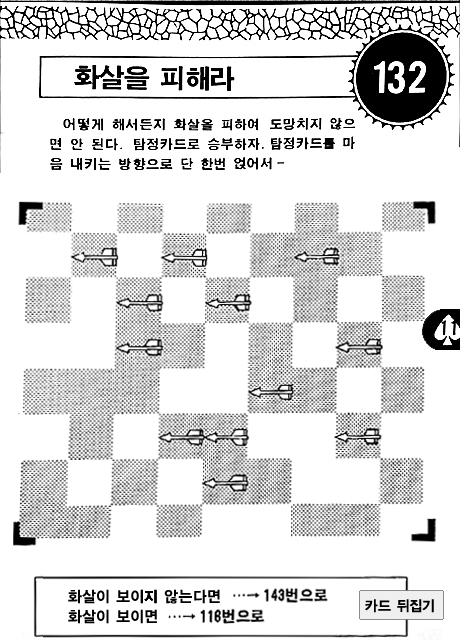 화살을 피해라
132
어떻게 해서든지 화살을 피하여 도망치지 않으
면 안 된다. 탐정카드로 승부하자. 탐정카드를 마
음 내키는 방향으로 단 한번 얹어서 –
화살이 보이지 않는다면 …→ 143번으로
화살이 보이면 …→ 116번으로
카드 뒤집기